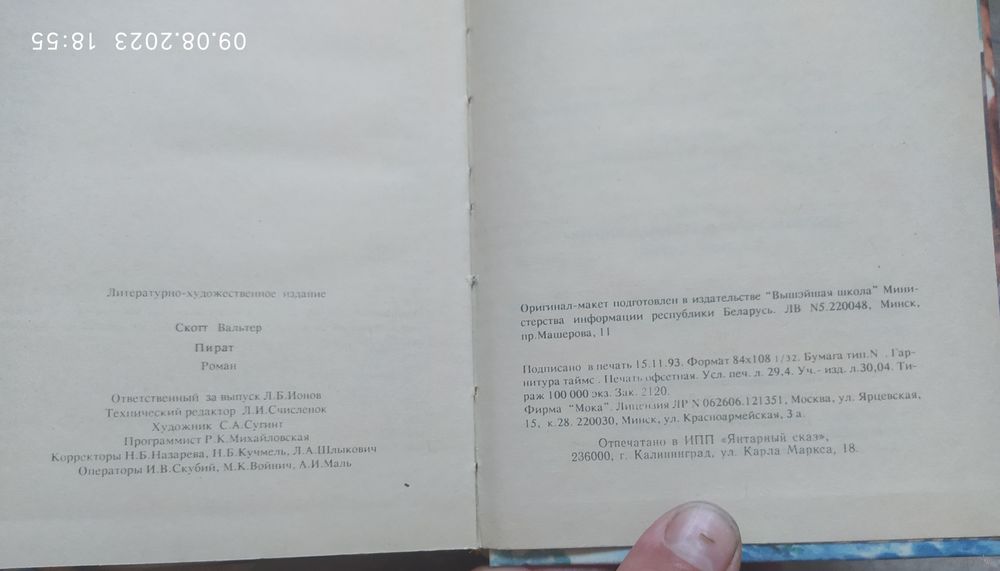 09.08.2023 18:55
Литературно-художественное издание
Скотт Вальтер
Пират
Роман
Ответственный за выпуск Л.Б.Ионов
Технический редактор Л.И.Счисленок
Художник С.А.Сугинт
Программист Р.К.Михайловская
Корректоры Н.Б.Назарева, Н.Б.Кучмель, Л.А.Шлыкович
Операторы И.В.Скубий, М.К.Войнич, А.И.Маль
Оригинал-макет подготовлен в издательстве "Вышэйшая школа" Мини-
стерства информации республики Беларусь. ЛВ N5.220048, Минск,
пр.Машерова, 11
Подписано в печать 15.11.93. Формат 84х108 1/32. Бумага тип.N . Гар-
нитура таймс . Печать офсетная. Усл. печ. л. 29,4. Уч.- изд. л.30,04. Ти-
раж 100 000 экз. Зак. 2120.
Фирма "Мока". Лицензия ЛР N 062606.121351, Москва, ул. Ярцевская,
15, к.28. 220030, Минск, ул. Красноармейская, 3 а.
Отпечатано в ИПП «Янтарный сказ»,
236000, г. Калининград, ул. Карла Маркса, 18.